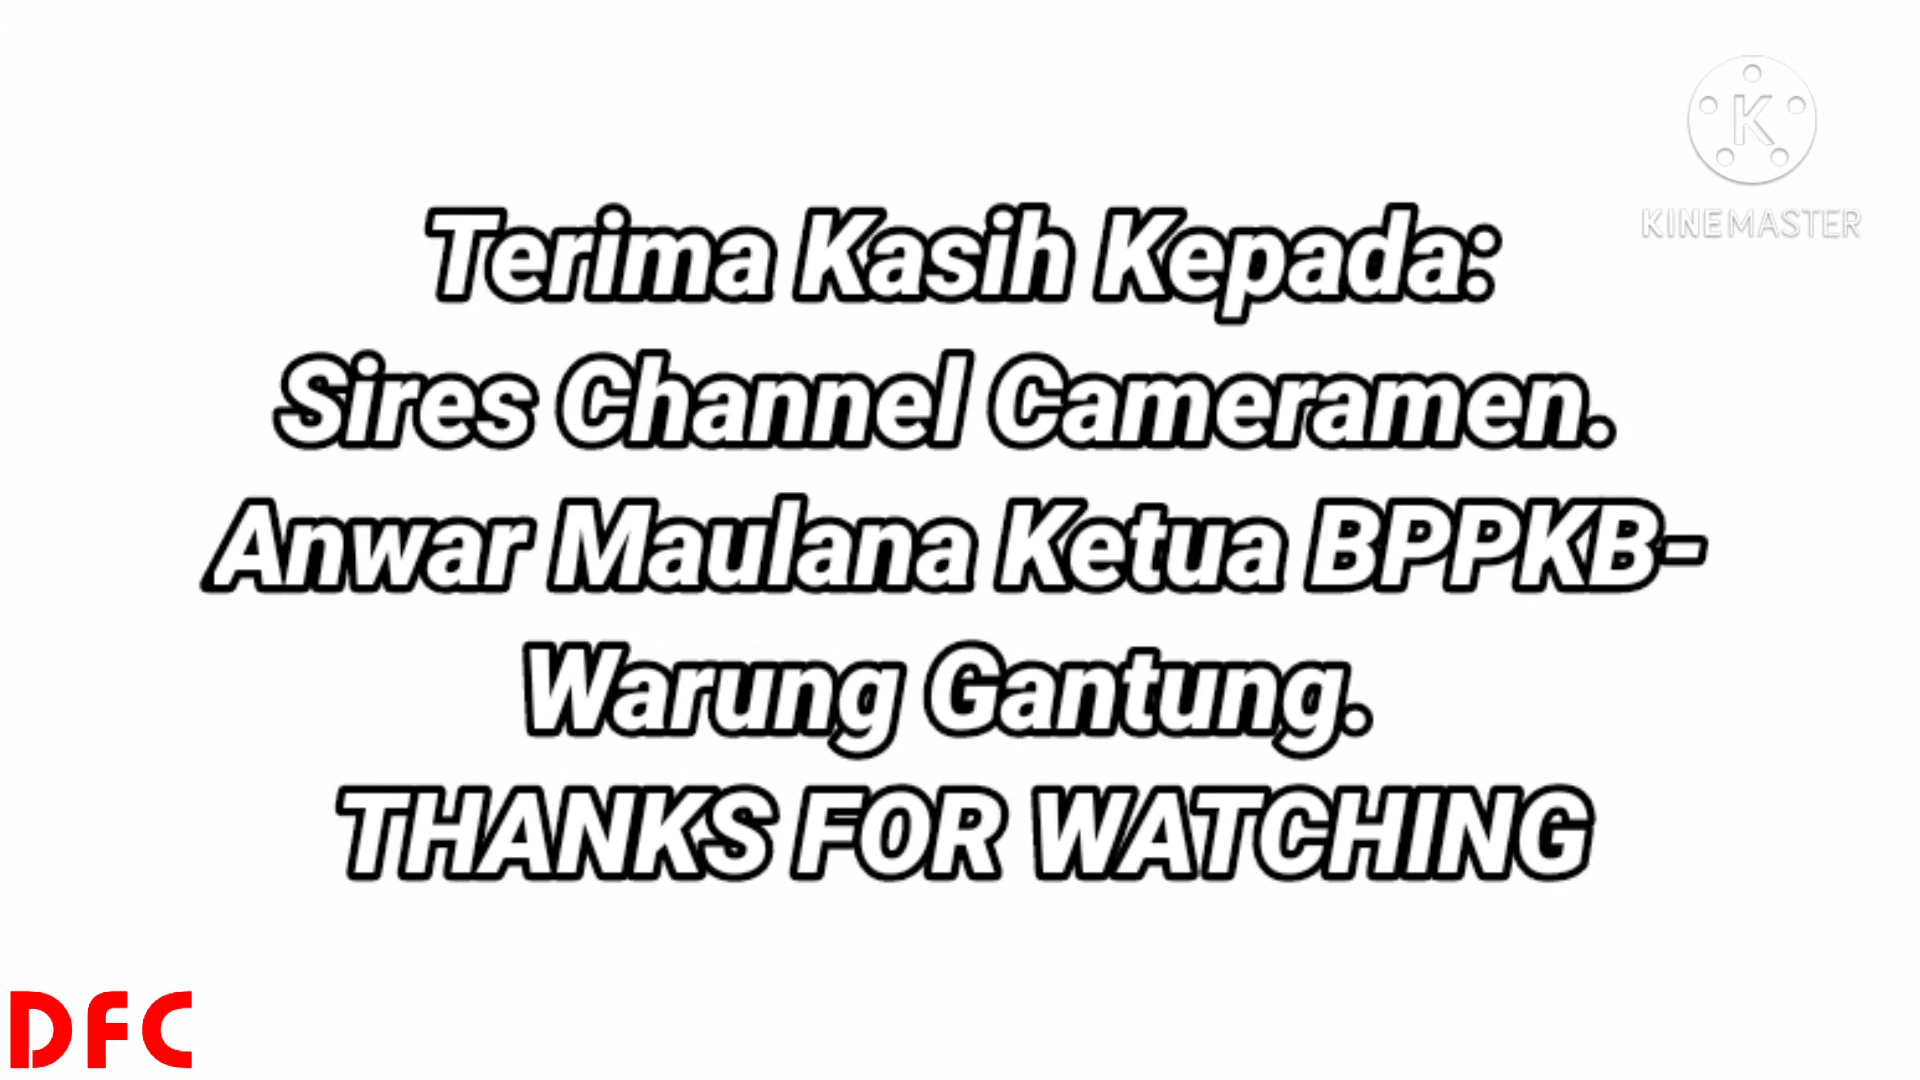 K
KINEMASTER
Terima Kasih Kepada:
Sires Channel Cameramen.
Anwar Maulana Ketua BPPKB-
Warung Gantung.
THANKS FOR WATCHING
DFC